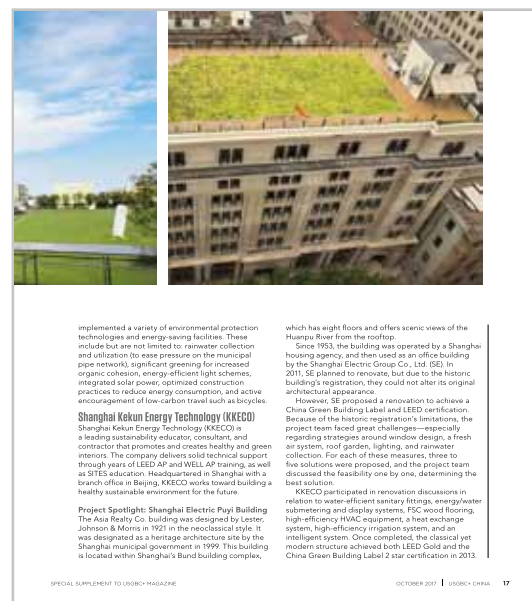 implemented a variety of environmental protection
technologies and energy-saving facilities. These
include but are not limited to: rainwater collection
and utilization (to ease pressure on the municipal
pipe network), significant greening for increased
organic cohesion, energy-efficient light schemes,
integrated solar power, optimized construction
practices to reduce energy consumption, and active
encouragement of low-carbon travel such as bicycles.
Shanghai Kekun Energy Technology (KKECO)
Shanghai Kekun Energy Technology (KKECO) is
a leading sustainability educator, consultant, and
contractor that promotes and creates healthy and green
interiors. The company delivers solid technical support
through years of LEED AP and WELL AP training, as well
as SITES education. Headquartered in Shanghai with a
branch office in Beijing, KKECO works toward building a
healthy sustainable environment for the future.
Project Spotlight: Shanghai Electric Puyi Building
The Asia Realty Co. building was designed by Lester,
Johnson & Morris in 1921 in the neoclassical style. It
was designated as a heritage architecture site by the
Shanghai municipal government in 1999. This building
is located within Shanghai's Bund building complex,
which has eight floors and offers scenic views of the
Huanpu River from the rooftop.
Since 1953, the building was operated by a Shanghai
housing agency, and then used as an office building
by the Shanghai Electric Group Co., Ltd. (SE). In
2011, SE planned to renovate, but due to the historic
building's registration, they could not alter its original
architectural appearance.
However, SE proposed a renovation to achieve a
China Green Building Label and LEED certification.
Because of the historic registration's limitations, the
project team faced great challenges—especially
regarding strategies around window design, a fresh
air system, roof garden, lighting, and rainwater
collection. For each of these measures, three to
five solutions were proposed, and the project team
discussed the feasibility one by one, determining the
best solution.
KKECO participated in renovation discussions in
relation to water-efficient sanitary fittings, energy/water
submetering and display systems, FSC wood flooring,
high-efficiency HVAC equipment, a heat exchange
system, high-efficiency irrigation system, and an
intelligent system. Once completed, the classical yet
modern structure achieved both LEED Gold and the
China Green Building Label 2 star certification in 2013.
SPECIAL SUPPLEMENT TO USGBC+ MAGAZINE
OCTOBER 2017 | USGBC+ CHINA 17